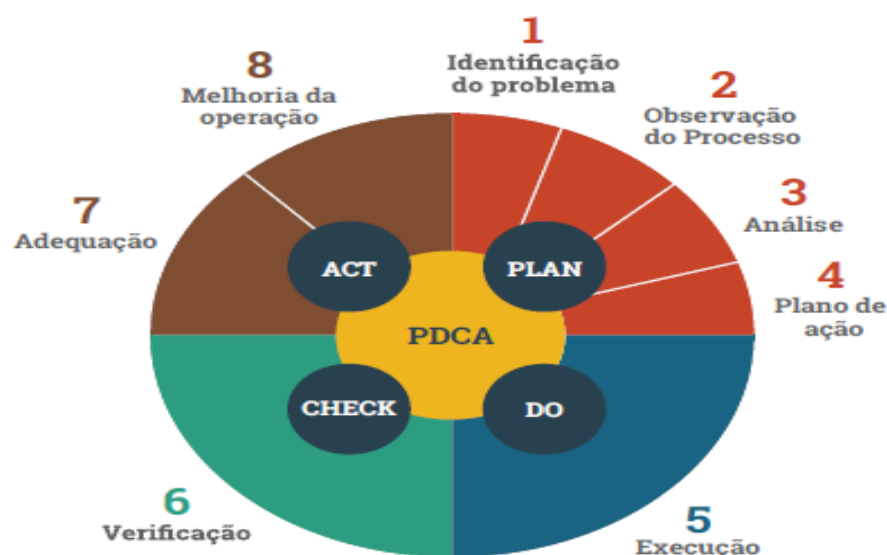 1
Identificação
do problema
2
Observação
do Processo
3
Análise
4
Plano de
ação
5
Execução
6
Verificação
7
Adequação
8
Melhoria da
operação
ACT
PLAN
PDCA
CHECK
DO